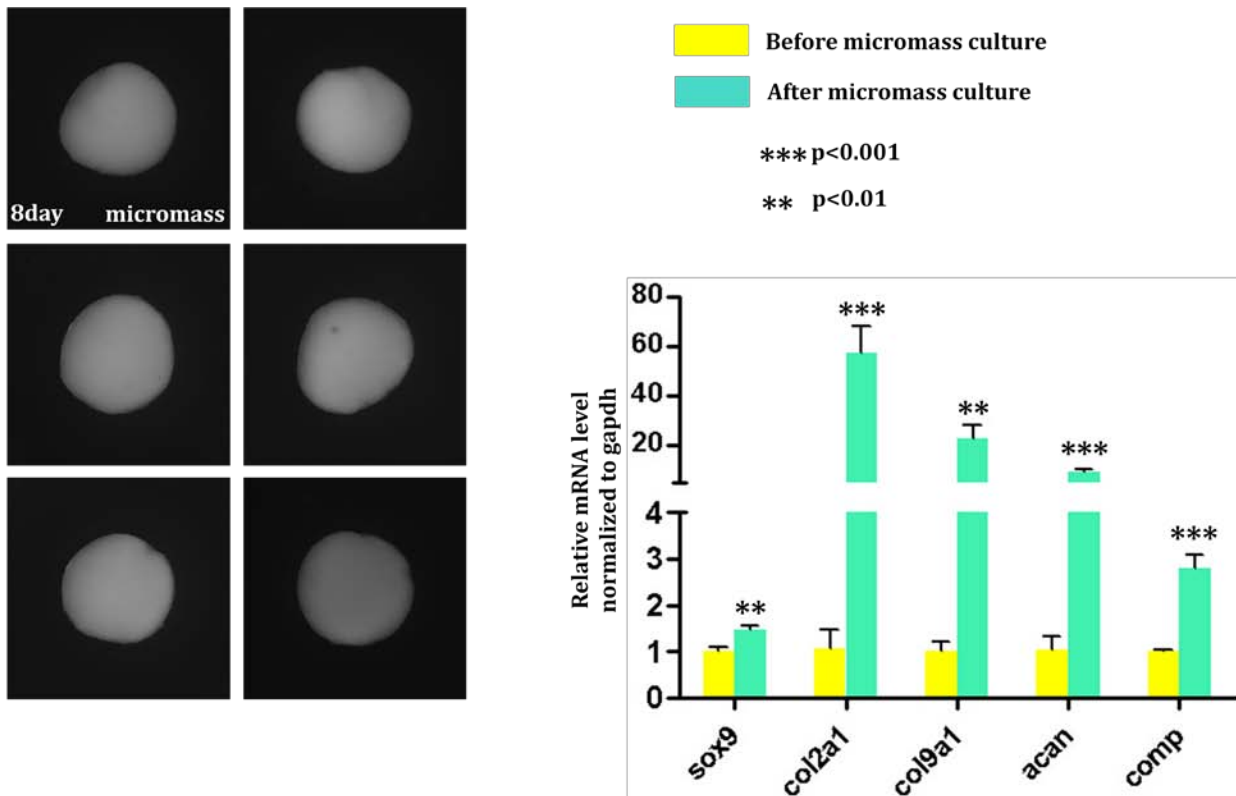 8day micromass
Before micromass culture
After micromass culture
*** p<0.001
** p<0.01
Relative mRNA level
normalized to gapdh
80
60
40
20
4
3
2
1
0
**
***
**
***
***
sox9
col2a1
col9a1
acan
comp